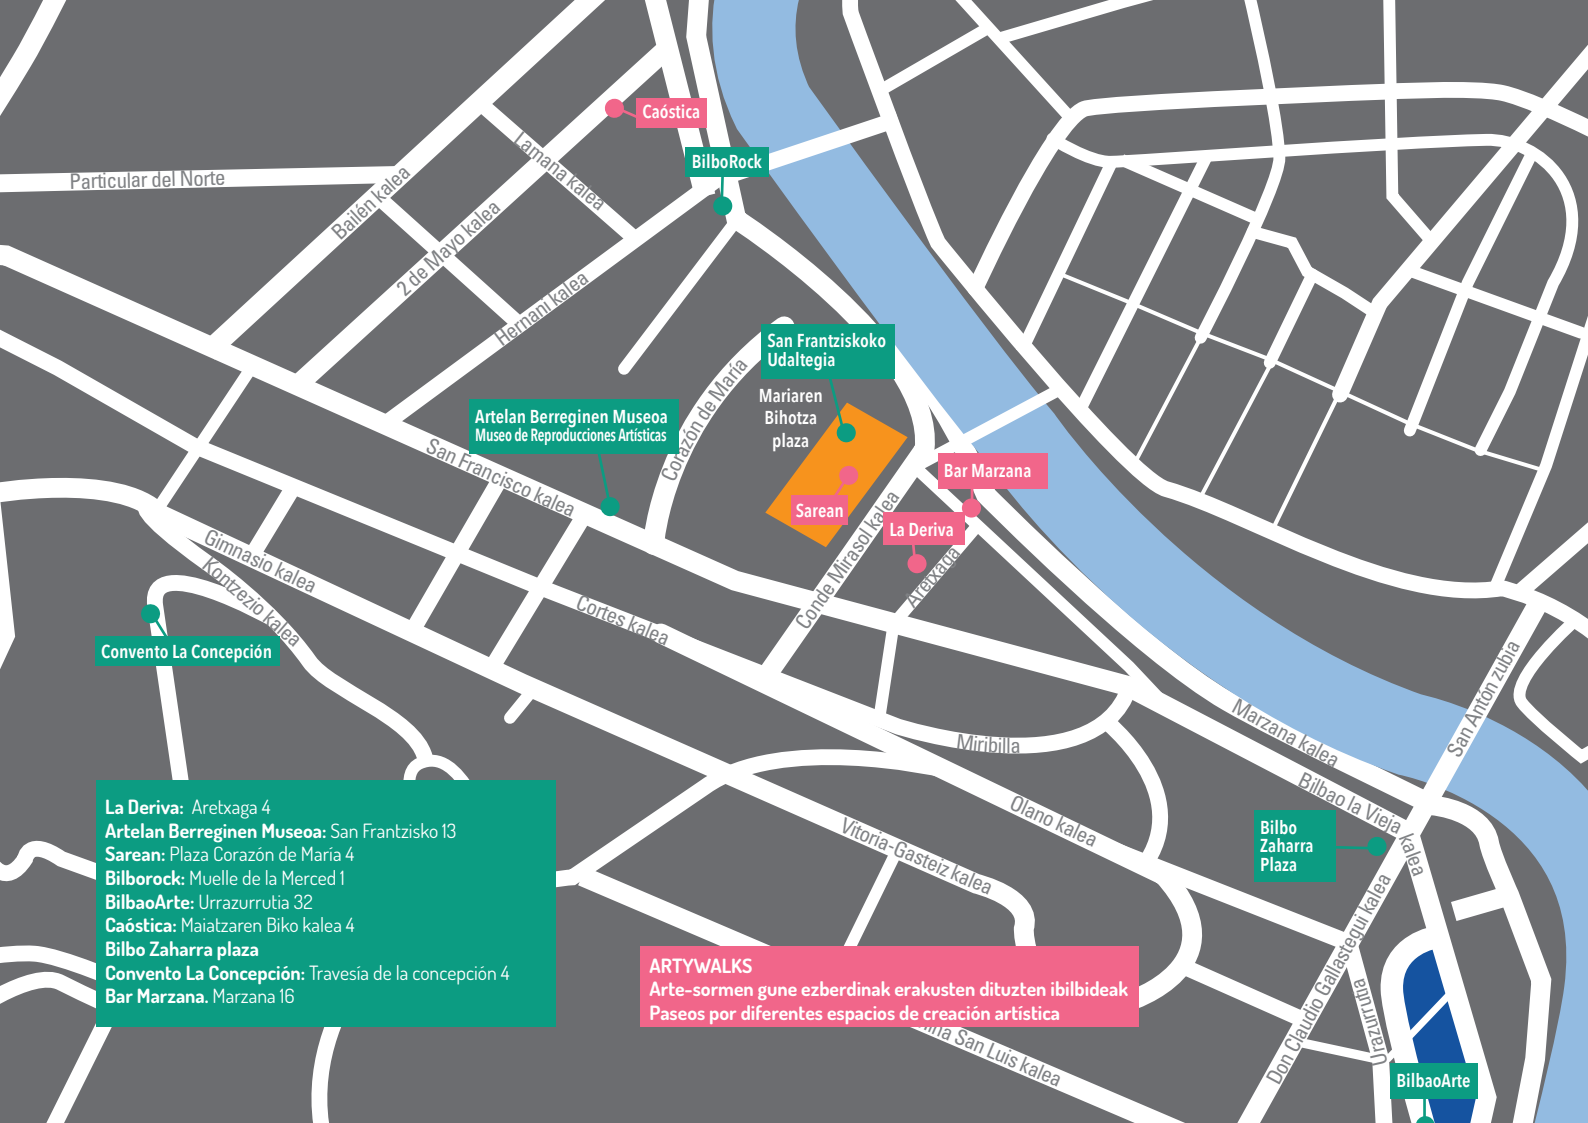 Caóstica
BilboRock
Lamana kalea
Particular del Norte
Bailén kalea
2 de Mayo kalea
Hernani kalea
San Frantziskoko
Udaltegia
Corazón de María
Mariaren
Bihotza
plaza
Artelan Berreginen Museoa
Museo de Reproducciones Artísticas
San Francisco kalea
Bar Marzana
Sarean
La Deriva
Conde Mirasol kalea
Aretxaga
Gimnasio kalea
Kontzezio kalea
Cortes kalea
Convento La Concepción
San Antón zubia
Marzana kalea
Miribilla
Bilbao la Vieja
kalea
Olano kalea
Vitoria-Gasteiz kalea
Bilbo
Zaharra
Plaza
La Deriva: Aretxaga 4
Artelan Berreginen Museoa: San Frantzisko 13
Sarean: Plaza Corazón de María 4
Bilborock: Muelle de la Merced 1
BilbaoArte: Urrazurrutia 32
Caóstica: Maiatzaren Biko kalea 4
Bilbo Zaharra plaza
Convento La Concepción: Travesía de la concepción 4
Bar Marzana. Marzana 16
ARTYWALKS
Arte-sormen gune ezberdinak erakusten dituzten ibilbideak
Paseos por diferentes espacios de creación artística
San Luis kalea
Don Claudio Gallastegui kalea
Urazurrutia
BilbaoArte